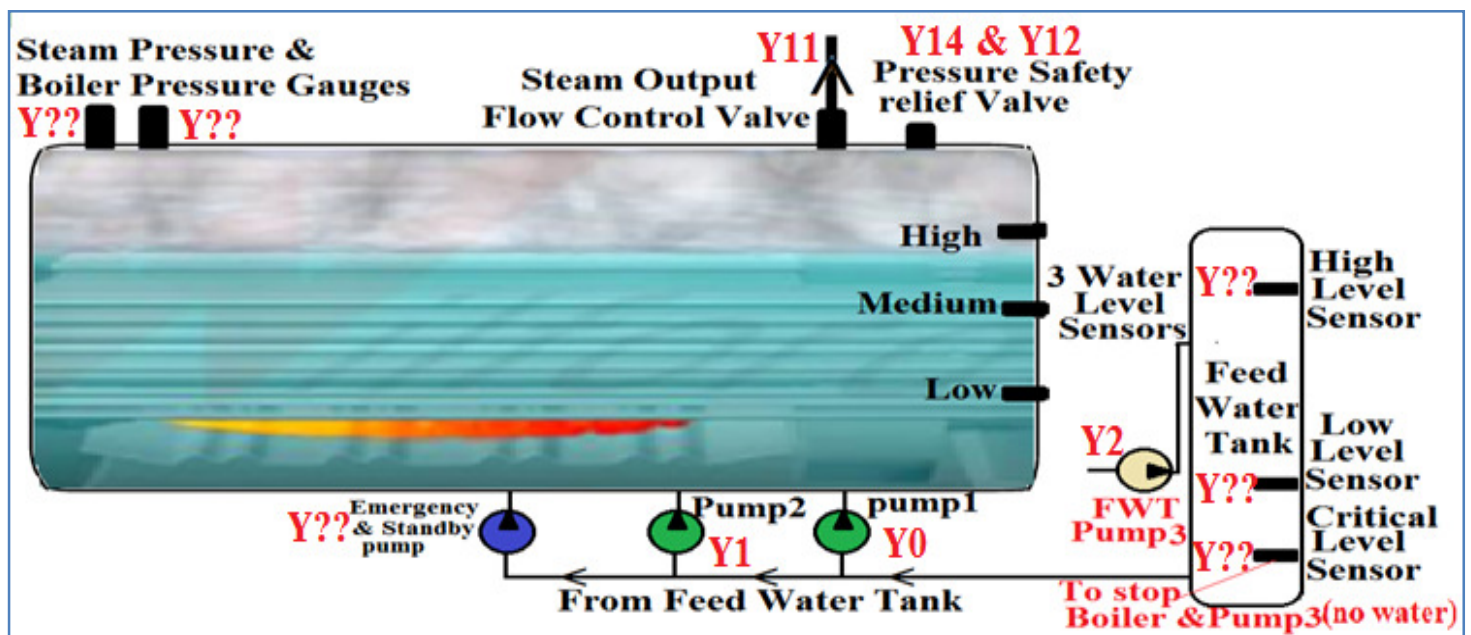 Steam Pressure &
Boiler Pressure Gauges
Y??
Y??
Y11
Steam Output
Flow Control Valve
Y14 & Y12
Pressure Safety
relief Valve
High
Medium
Low
3 Water
Level
Sensors
Y??
High
Level
Sensor
Feed
Water
Tank
Y2
FWT
Pump3
Y??
Low
Level
Sensor
Y??
Critical
Level
Sensor
Y??
Emergency
& Standby
pump
Pump2
Y1
pump1
Y0
From Feed Water Tank
To stop
Boiler &Pump3(no water)